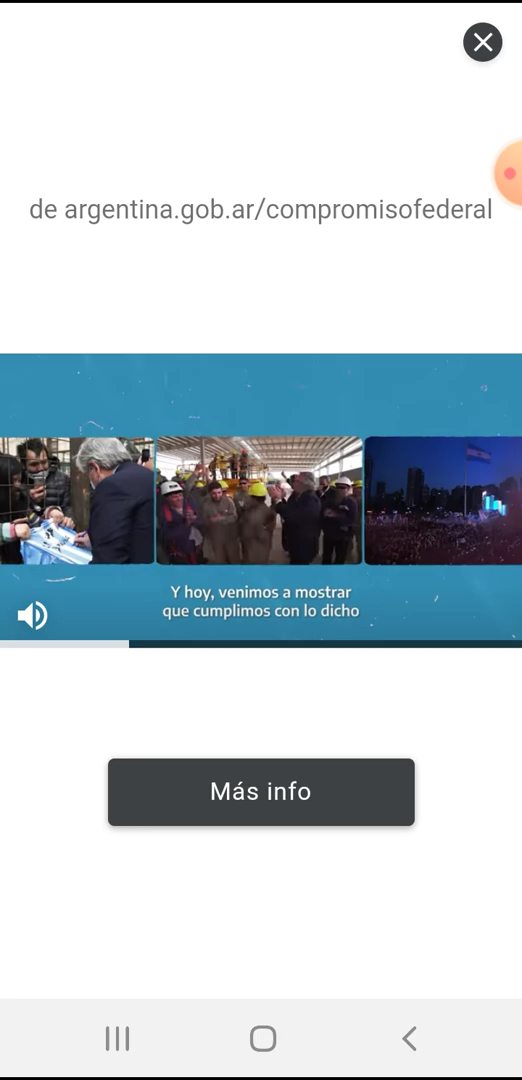 de argentina.gob.ar/compromisofederal
Y hoy, venimos a mostrar
que cumplimos con lo dicho
Más info